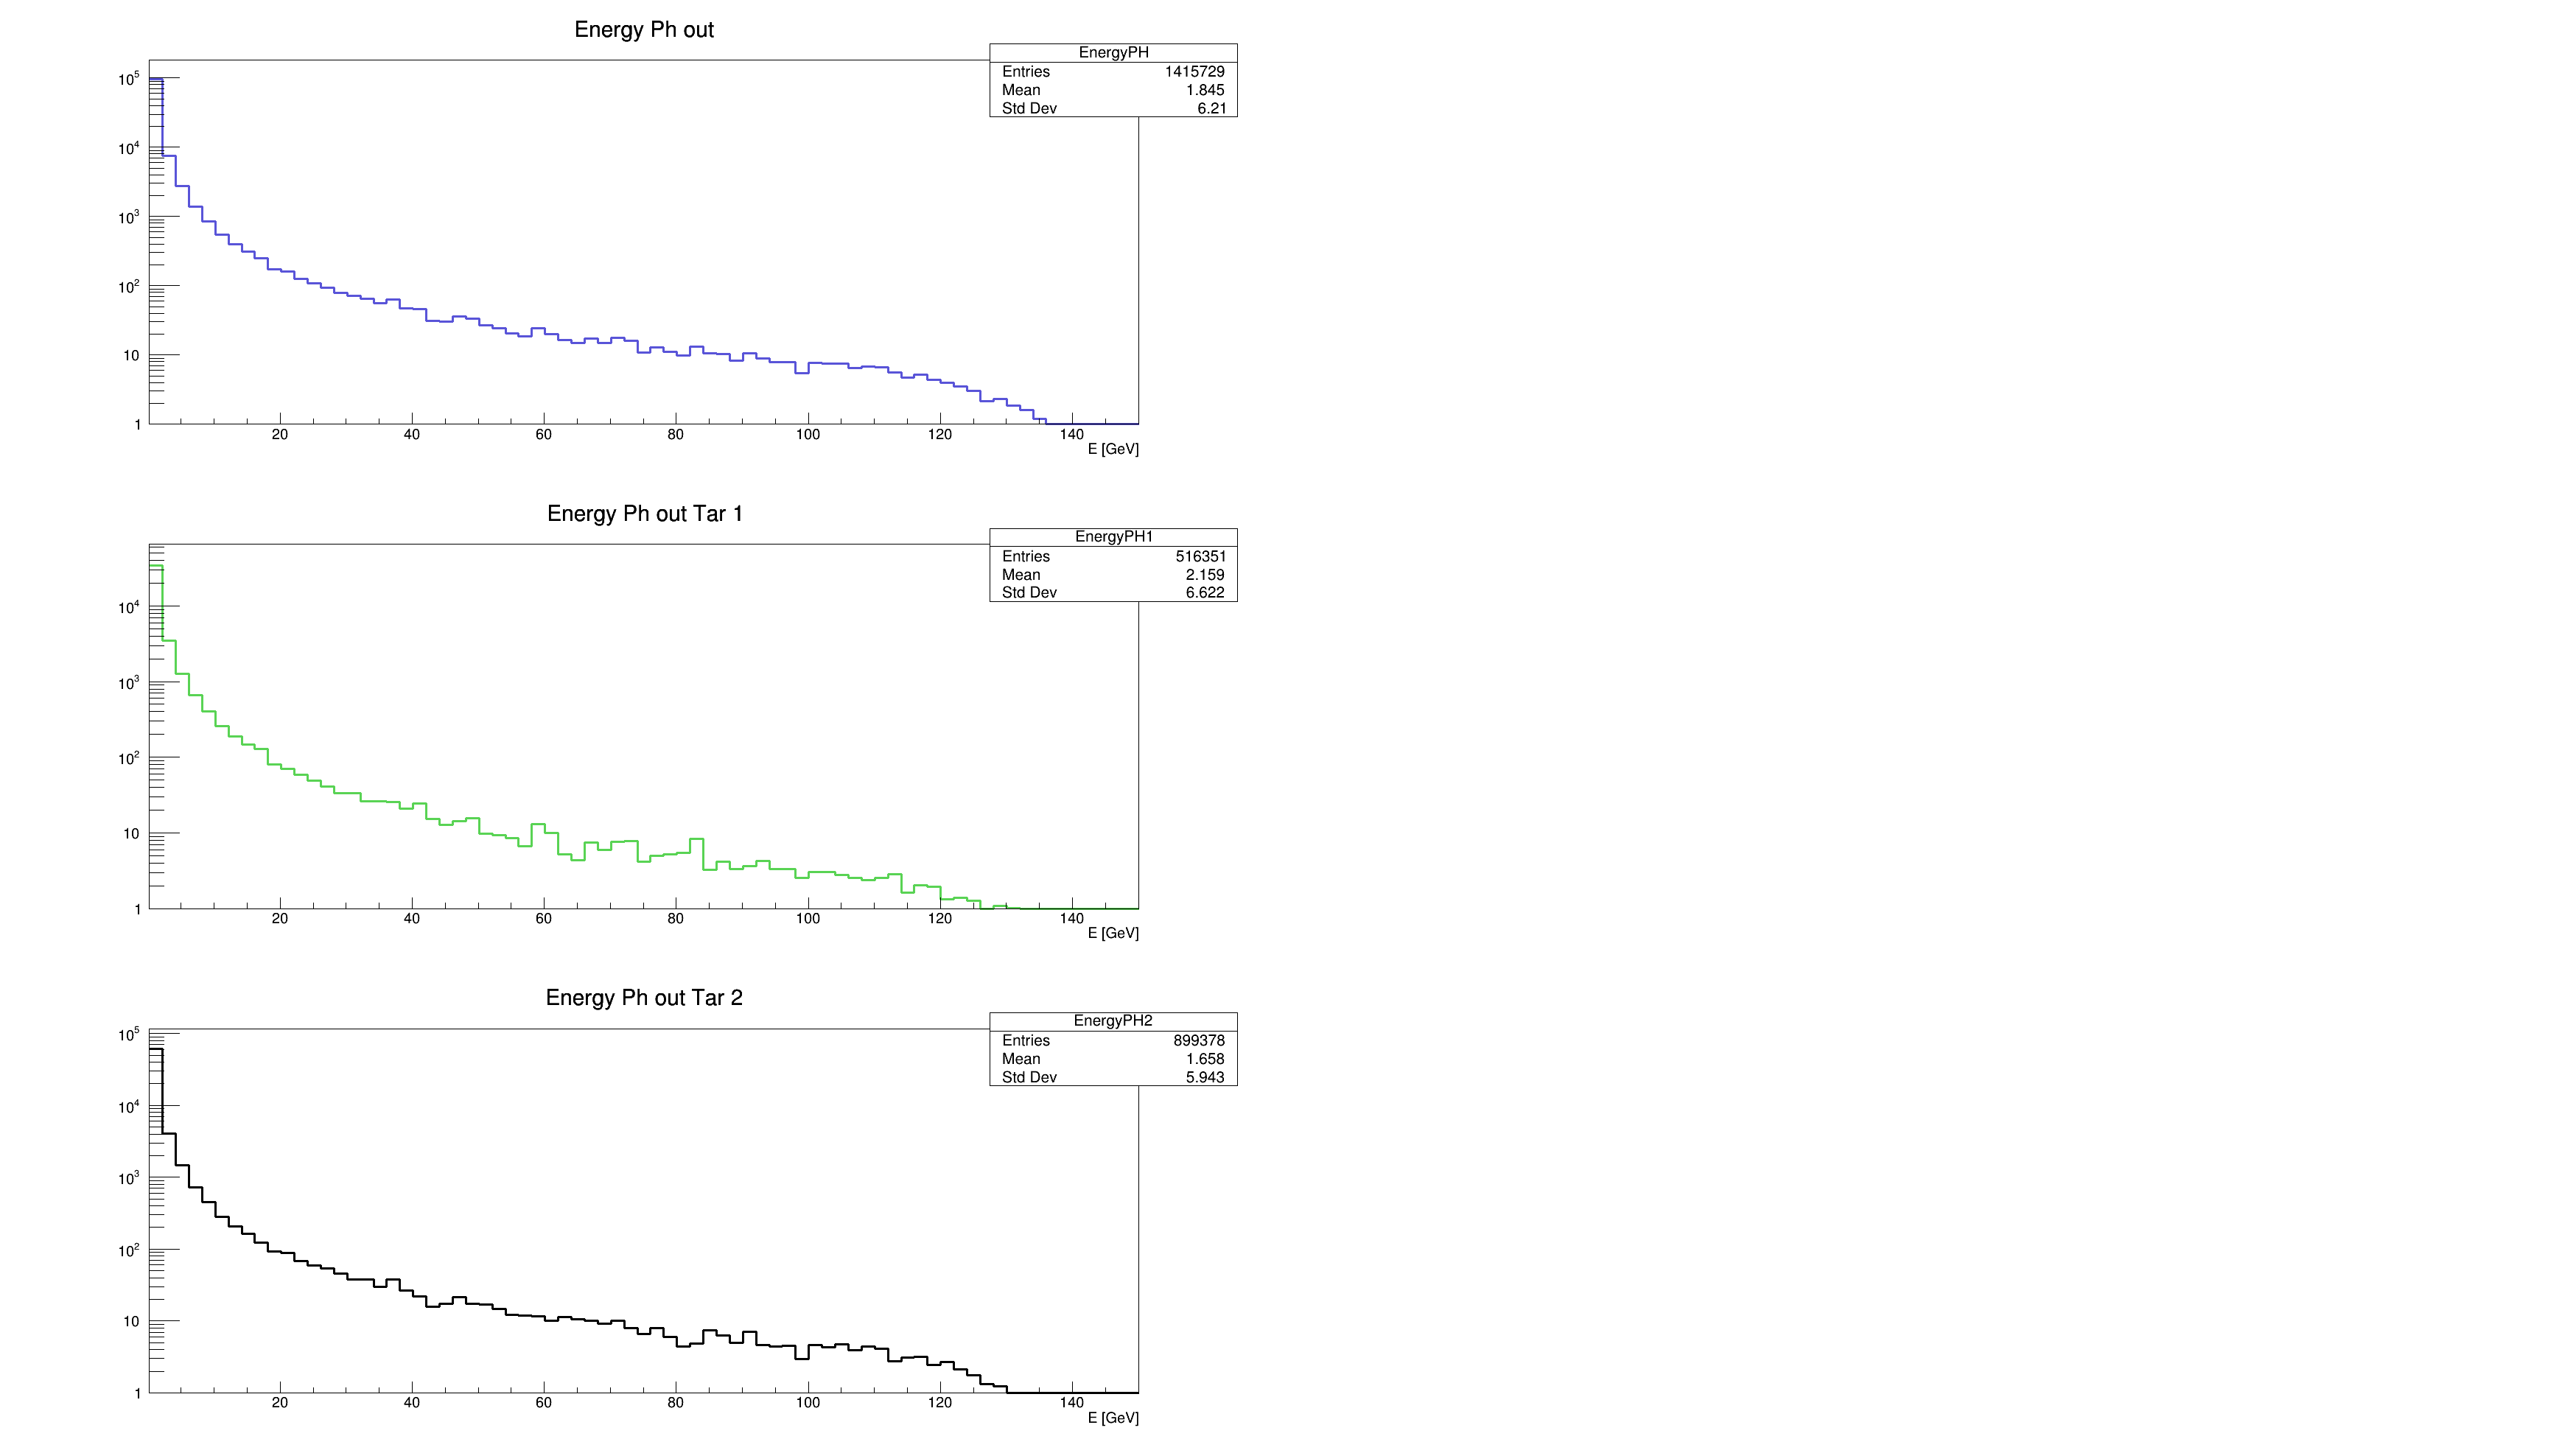 Energy Ph out
EnergyPH
Entries 1415729
Mean 1.845
Std Dev 6.21
10^5
10^4
10^3
10^2
10
1
20 40 60 80 100 120 140
E [GeV]
Energy Ph out Tar 1
EnergyPH1
Entries 516351
Mean 2.159
Std Dev 6.622
10^4
10^3
10^2
10
1
20 40 60 80 100 120 140
E [GeV]
Energy Ph out Tar 2
EnergyPH2
Entries 899378
Mean 1.658
Std Dev 5.943
10^5
10^4
10^3
10^2
10
1
20 40 60 80 100 120 140
E [GeV]